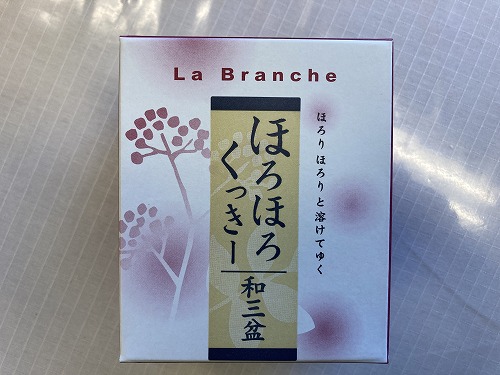 La Branche
ほろりほろりと溶けてゆく
ほろほろ
くっきー
和三盆